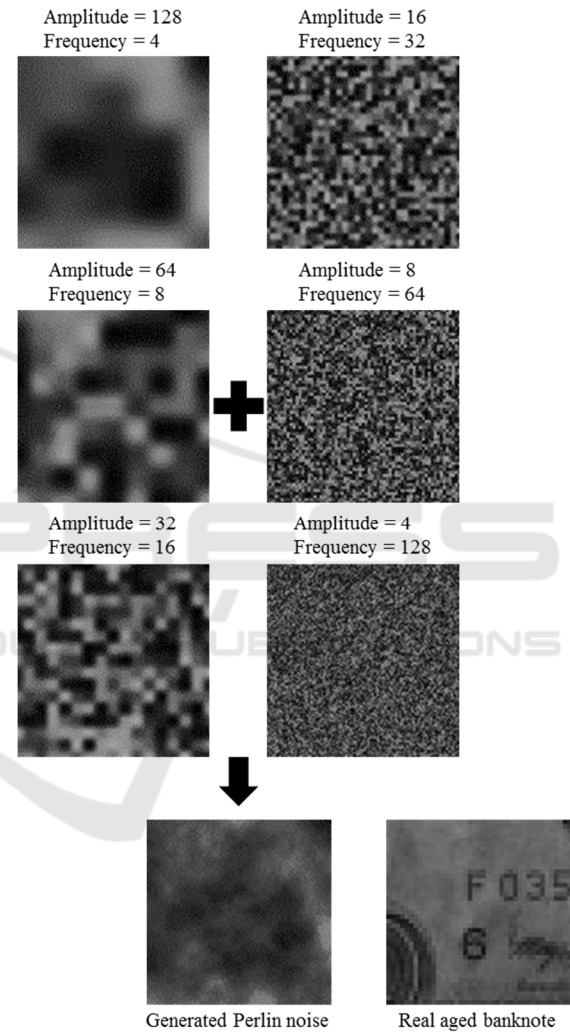 Amplitude = 128
Frequency = 4
Amplitude = 16
Frequency = 32
Amplitude = 64
Frequency = 8
Amplitude = 8
Frequency = 64
Amplitude = 32
Frequency = 16
Amplitude = 4
Frequency = 128
F 035
6
Generated Perlin noise
Real aged banknote